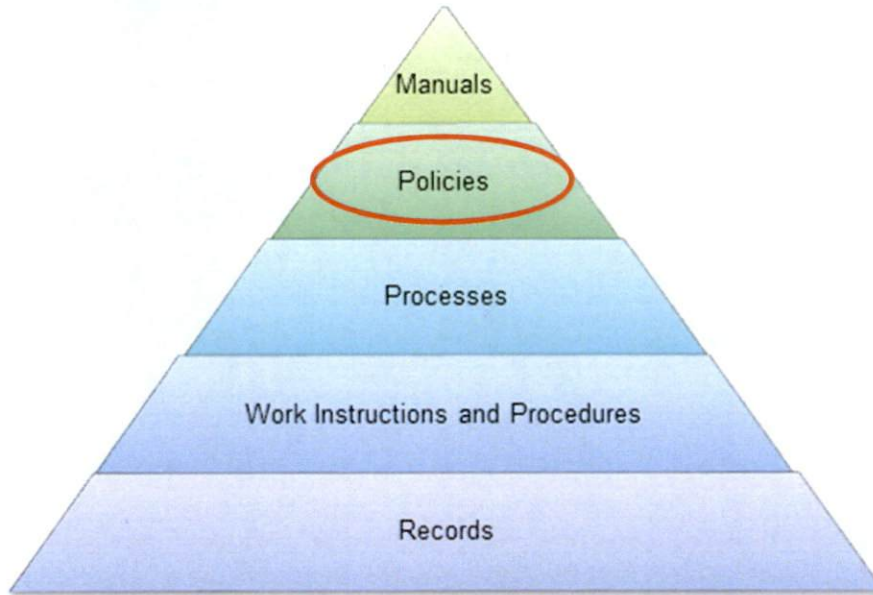 Manuals
Policies
Processes
Work Instructions and Procedures
Records